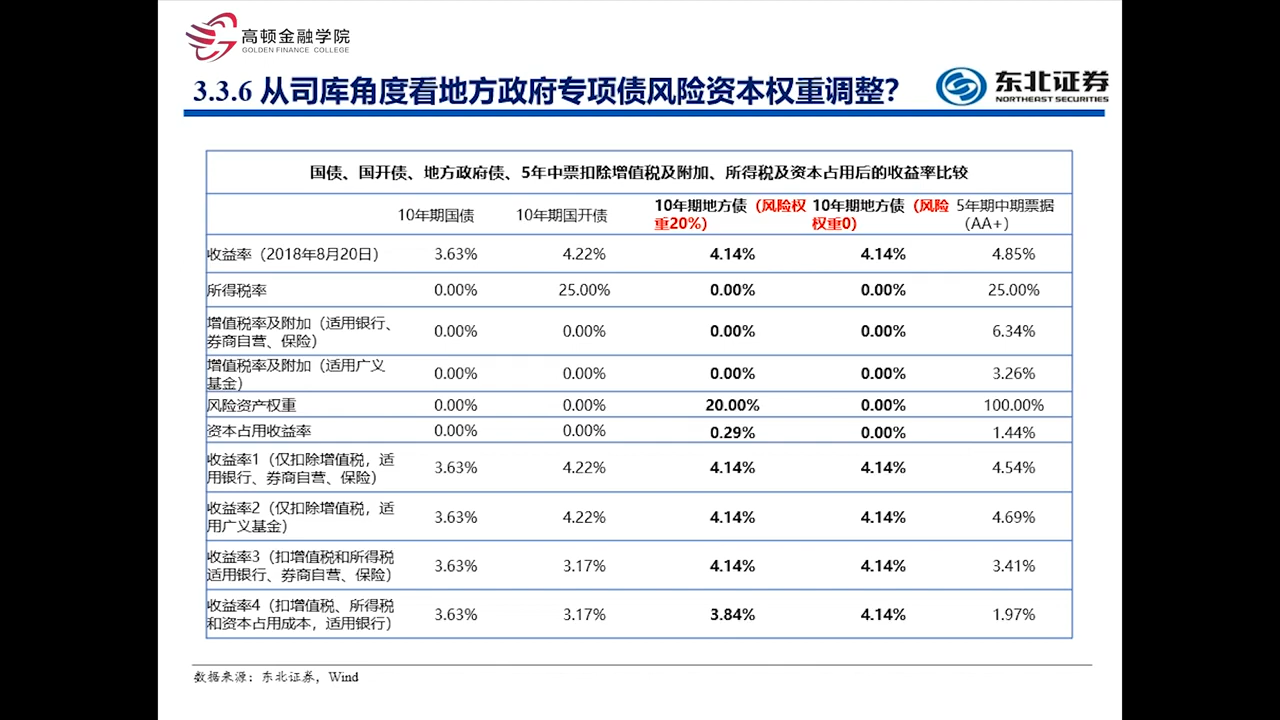 高顿金融学院
GOLDEN FINANCE COLLEGE
3.3.6 从司库角度看地方政府专项债风险资本权重调整？
东北证券
NORTHEAST SECURITIES
国债、国开债、地方政府债、5年中票扣除增值税及附加、所得税及资本占用后的收益率比较
10年期国债 10年期国开债 10年期地方债（风险权重20%） 10年期地方债（风险权重0） 5年期中期票据（AA+）
收益率（2018年8月20日） 3.63% 4.22% 4.14% 4.14% 4.85%
所得税率 0.00% 25.00% 0.00% 0.00% 25.00%
增值税率及附加（适用银行、
券商自营、保险） 0.00% 0.00% 0.00% 0.00% 6.34%
增值税率及附加（适用广义
基金） 0.00% 0.00% 0.00% 0.00% 3.26%
风险资产权重 0.00% 0.00% 20.00% 0.00% 100.00%
资本占用收益率 0.00% 0.00% 0.29% 0.00% 1.44%
收益率1（仅扣除增值税，适
用银行、券商自营、保险） 3.63% 4.22% 4.14% 4.14% 4.54%
收益率2（仅扣除增值税，适
用广义基金） 3.63% 4.22% 4.14% 4.14% 4.69%
收益率3（扣增值税和所得税
适用银行、券商自营、保险） 3.63% 3.17% 4.14% 4.14% 3.41%
收益率4（扣增值税、所得税
和资本占用成本，适用银行） 3.63% 3.17% 3.84% 4.14% 1.97%
数据来源：东北证券，Wind